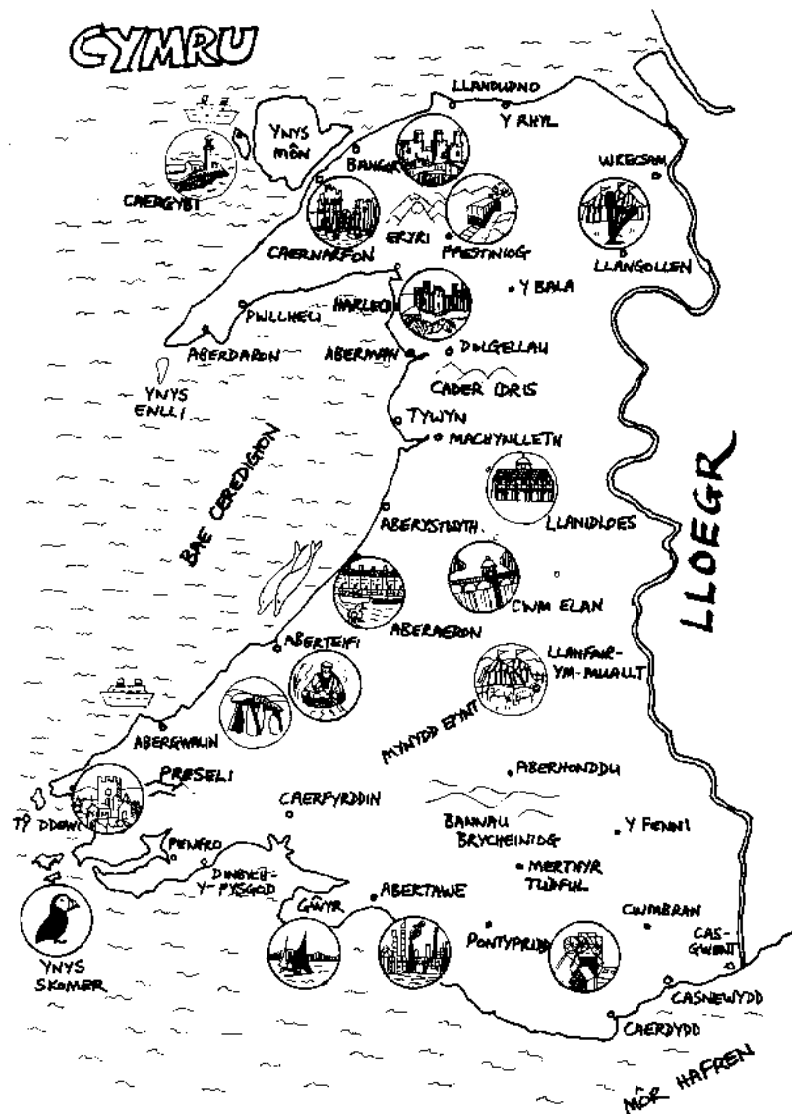 CYMRU
LLANDUDNO
Y RHYL
YNYS
MÔN
BANGOR
WRECSAM
CAERGYBI
CAERNARFON
ERYRI
FFESTINIOG
LLANGOLLEN
HARLECH
Y BALA
PWLLHELI
ABERDARON
ABERMAW
DOLGELLAU
CADER IDRIS
YNYS
ENLLI
TYWYN
MACHYNLLETH
BAE CEREDIGION
LLOEGR
ABERYSTWYTH
LLANIDLOES
CWM ELAN
ABERAERON
ABERTEIFI
LLANFAIR-
YM-MUALLT
MYNYDD EPYNT
ABERGWAUN
PRESELI
TŶ DDEWI
CAERFYRDDIN
ABERHONDDU
BANNAU
BRYCHEINIOG
Y FENNI
PENFRO
DINBYCH-
Y-PYSGOD
MERTHYR
TUDFUL
GŴYR
ABERTAWE
PONTYPRIDD
CWMBRAN
CAS-
GWENT
YNYS
SKOMER
CASNEWYDD
CAERDYDD
MÔR HAFREN